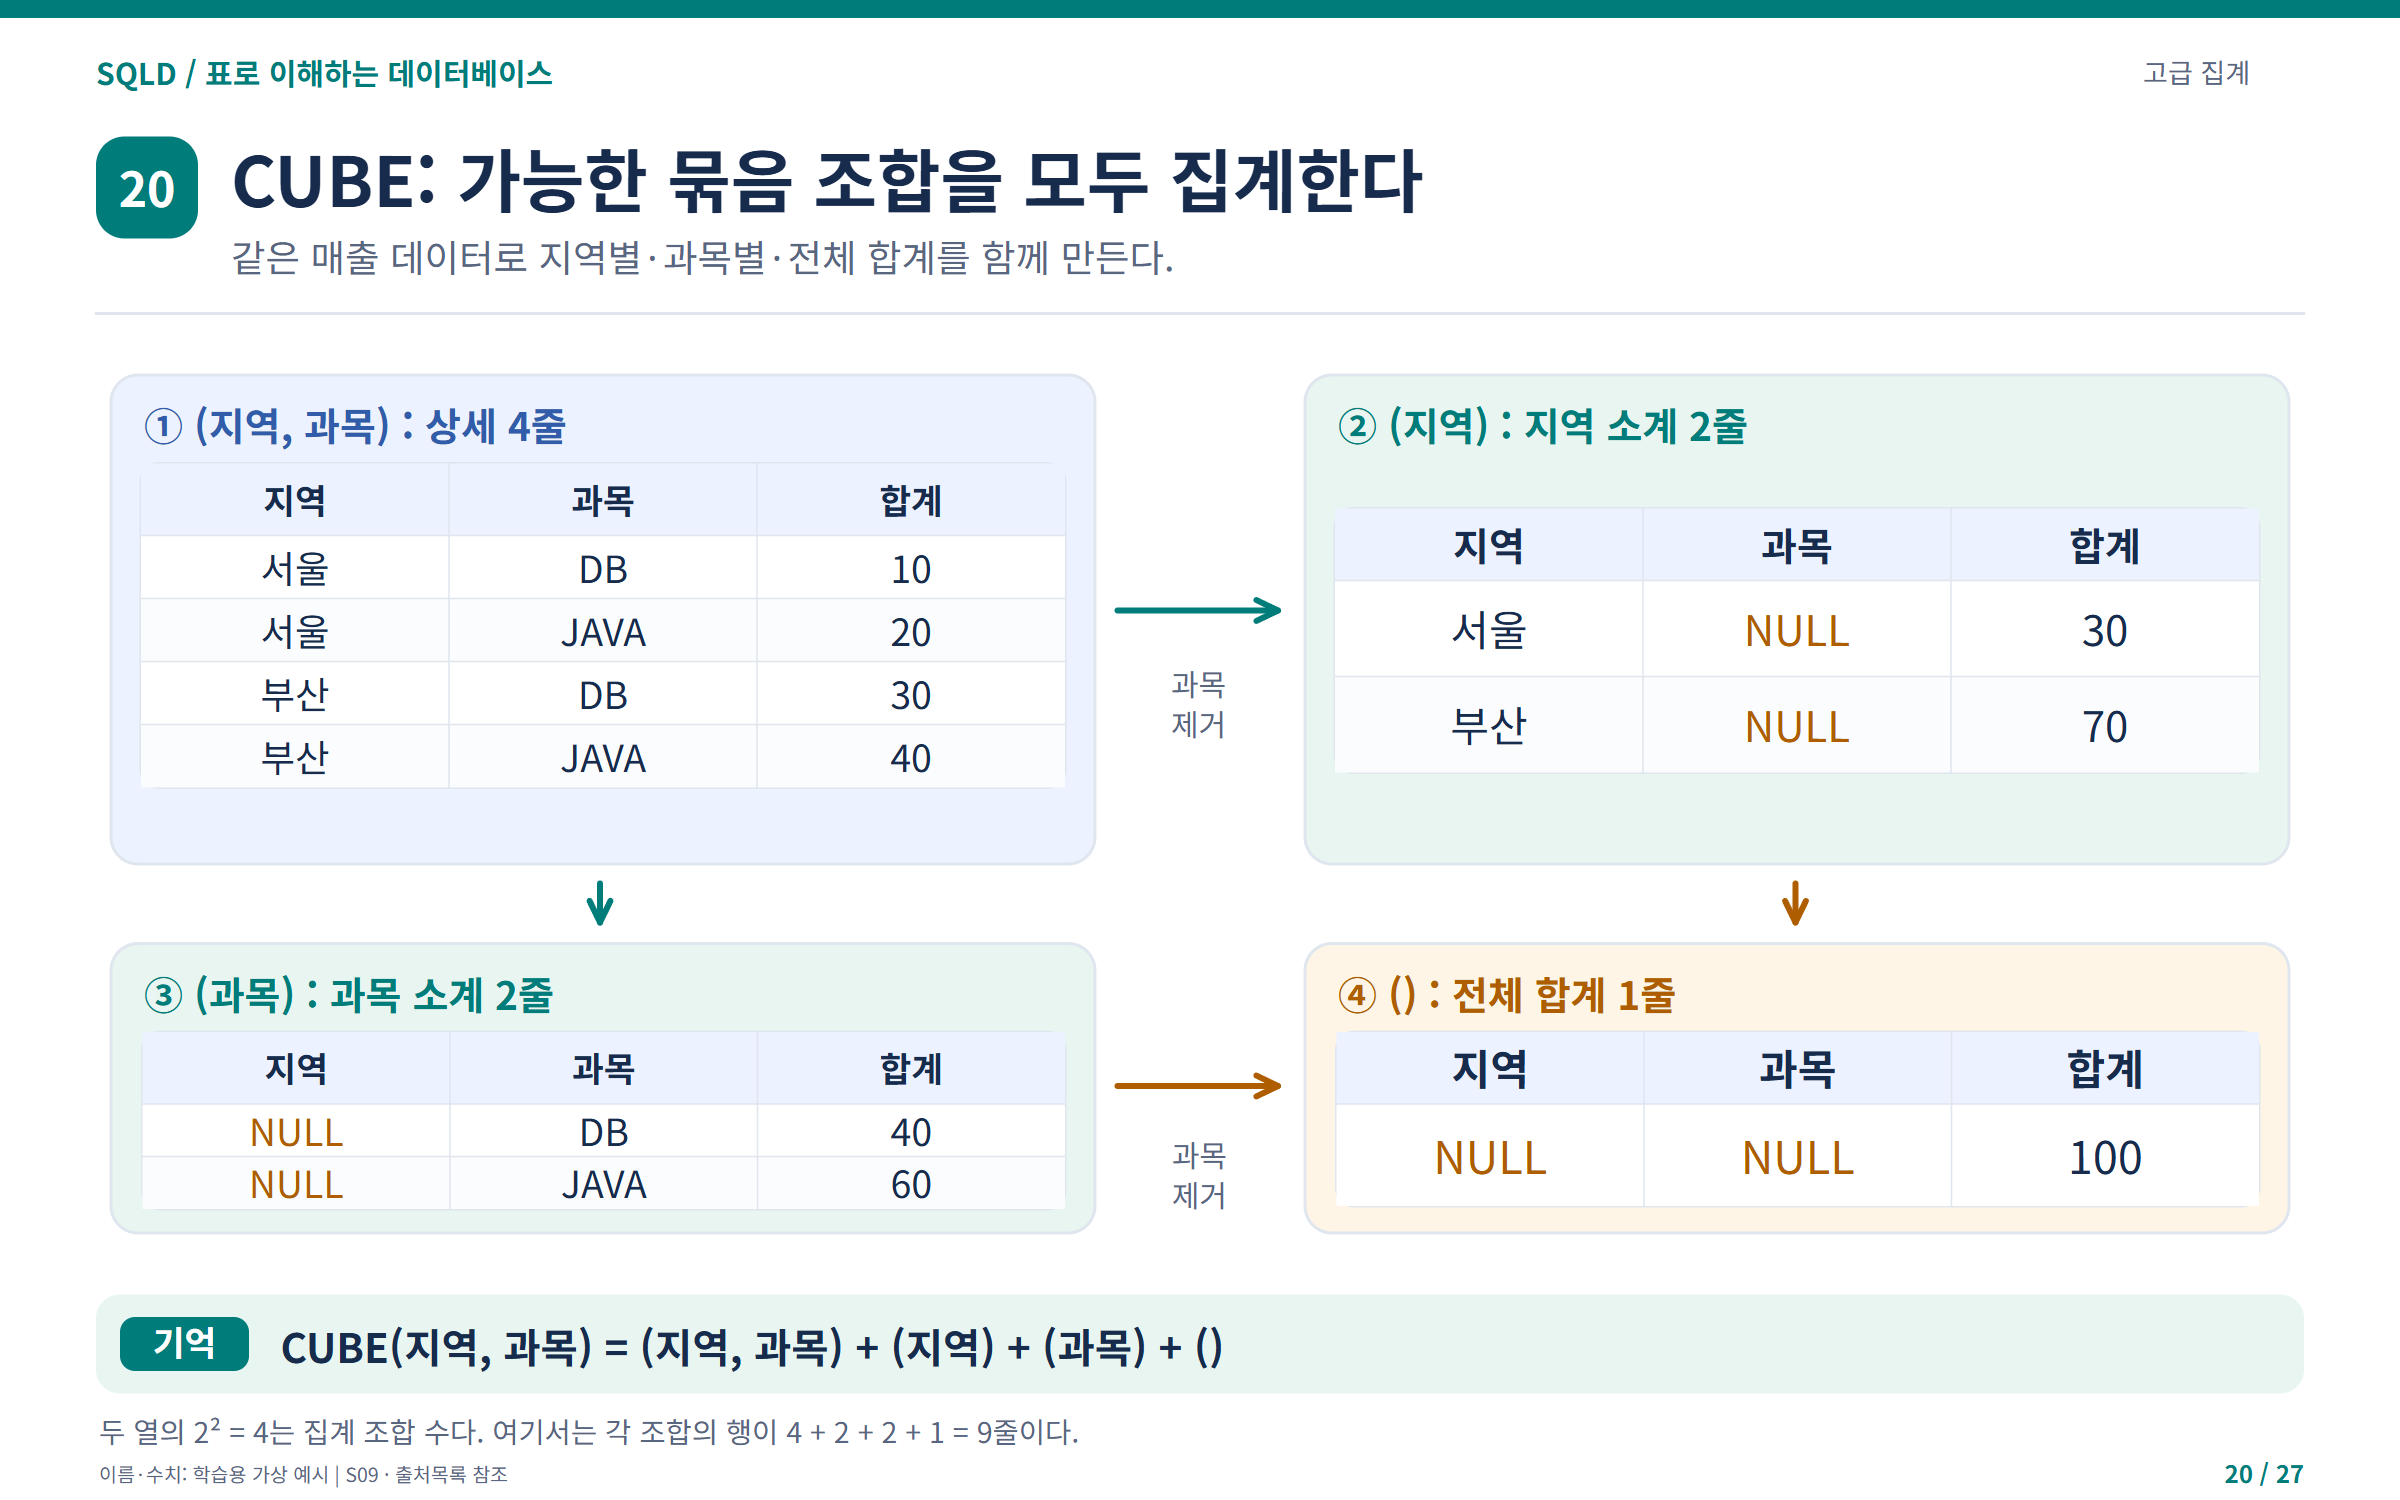 SQLD / 표로 이해하는 데이터베이스
고급 집계
20
CUBE: 가능한 묶음 조합을 모두 집계한다
같은 매출 데이터로 지역별·과목별·전체 합계를 함께 만든다.
① (지역, 과목) : 상세 4줄
지역 과목 합계
서울 DB 10
서울 JAVA 20
부산 DB 30
부산 JAVA 40
과목
제거
② (지역) : 지역 소계 2줄
지역 과목 합계
서울 NULL 30
부산 NULL 70
③ (과목) : 과목 소계 2줄
지역 과목 합계
NULL DB 40
NULL JAVA 60
과목
제거
④ () : 전체 합계 1줄
지역 과목 합계
NULL NULL 100
기억
CUBE(지역, 과목) = (지역, 과목) + (지역) + (과목) + ()
두 열의 2² = 4는 집계 조합 수다. 여기서는 각 조합의 행이 4 + 2 + 2 + 1 = 9줄이다.
이름·수치: 학습용 가상 예시 | S09 · 출처목록 참조
20 / 27